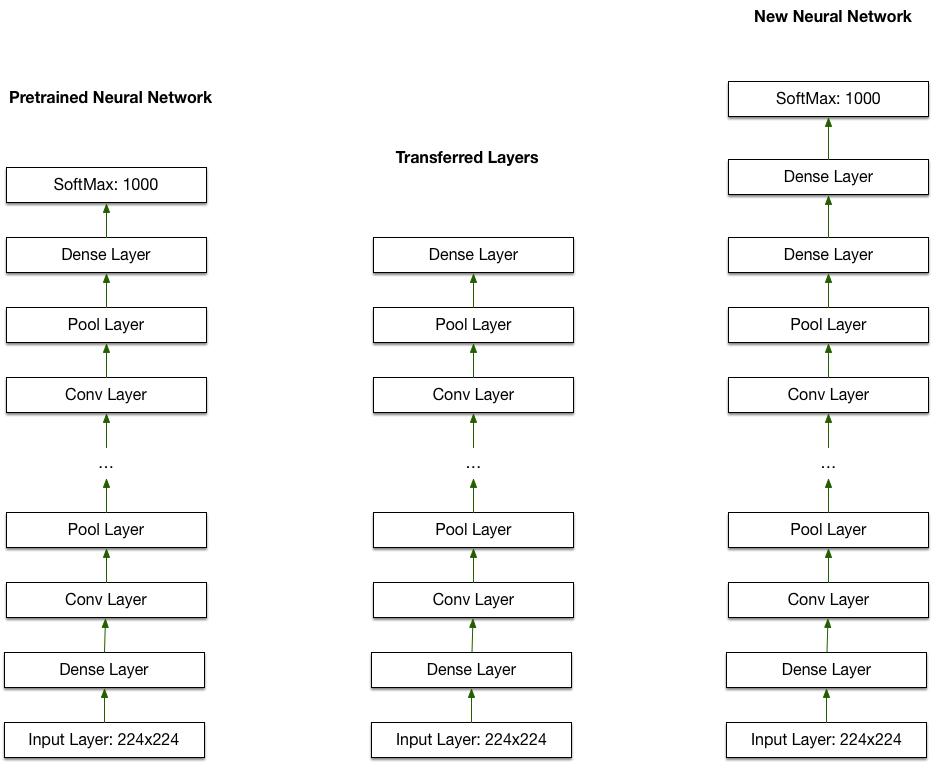 Pretrained Neural Network
SoftMax: 1000
Dense Layer
Pool Layer
Conv Layer
...
Pool Layer
Conv Layer
Dense Layer
Input Layer: 224x224
Transferred Layers
Dense Layer
Pool Layer
Conv Layer
...
Pool Layer
Conv Layer
Dense Layer
Input Layer: 224x224
New Neural Network
SoftMax: 1000
Dense Layer
Dense Layer
Pool Layer
Conv Layer
...
Pool Layer
Conv Layer
Dense Layer
Input Layer: 224x224